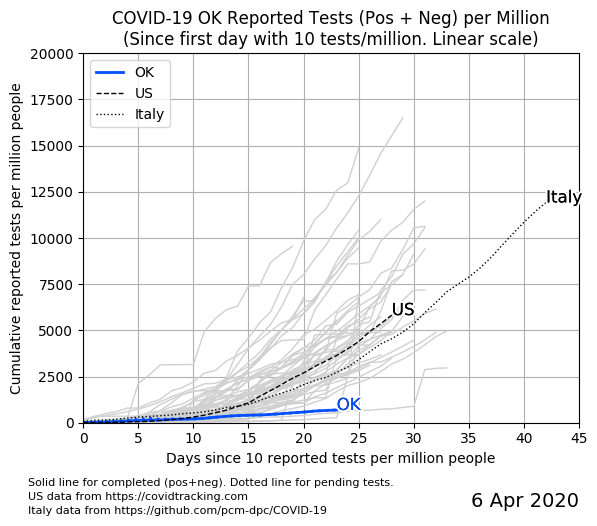 COVID-19 OK Reported Tests (Pos + Neg) per Million
(Since first day with 10 tests/million. Linear scale)
Cumulative reported tests per million people
20000
17500
15000
12500
10000
7500
5000
2500
0
OK
US
Italy
Italy
US
OK
0 5 10 15 20 25 30 35 40 45
Days since 10 reported tests per million people
Solid line for completed (pos+neg). Dotted line for pending tests.
US data from https://covidtracking.com
Italy data from https://github.com/pcm-dpc/COVID-19
6 Apr 2020